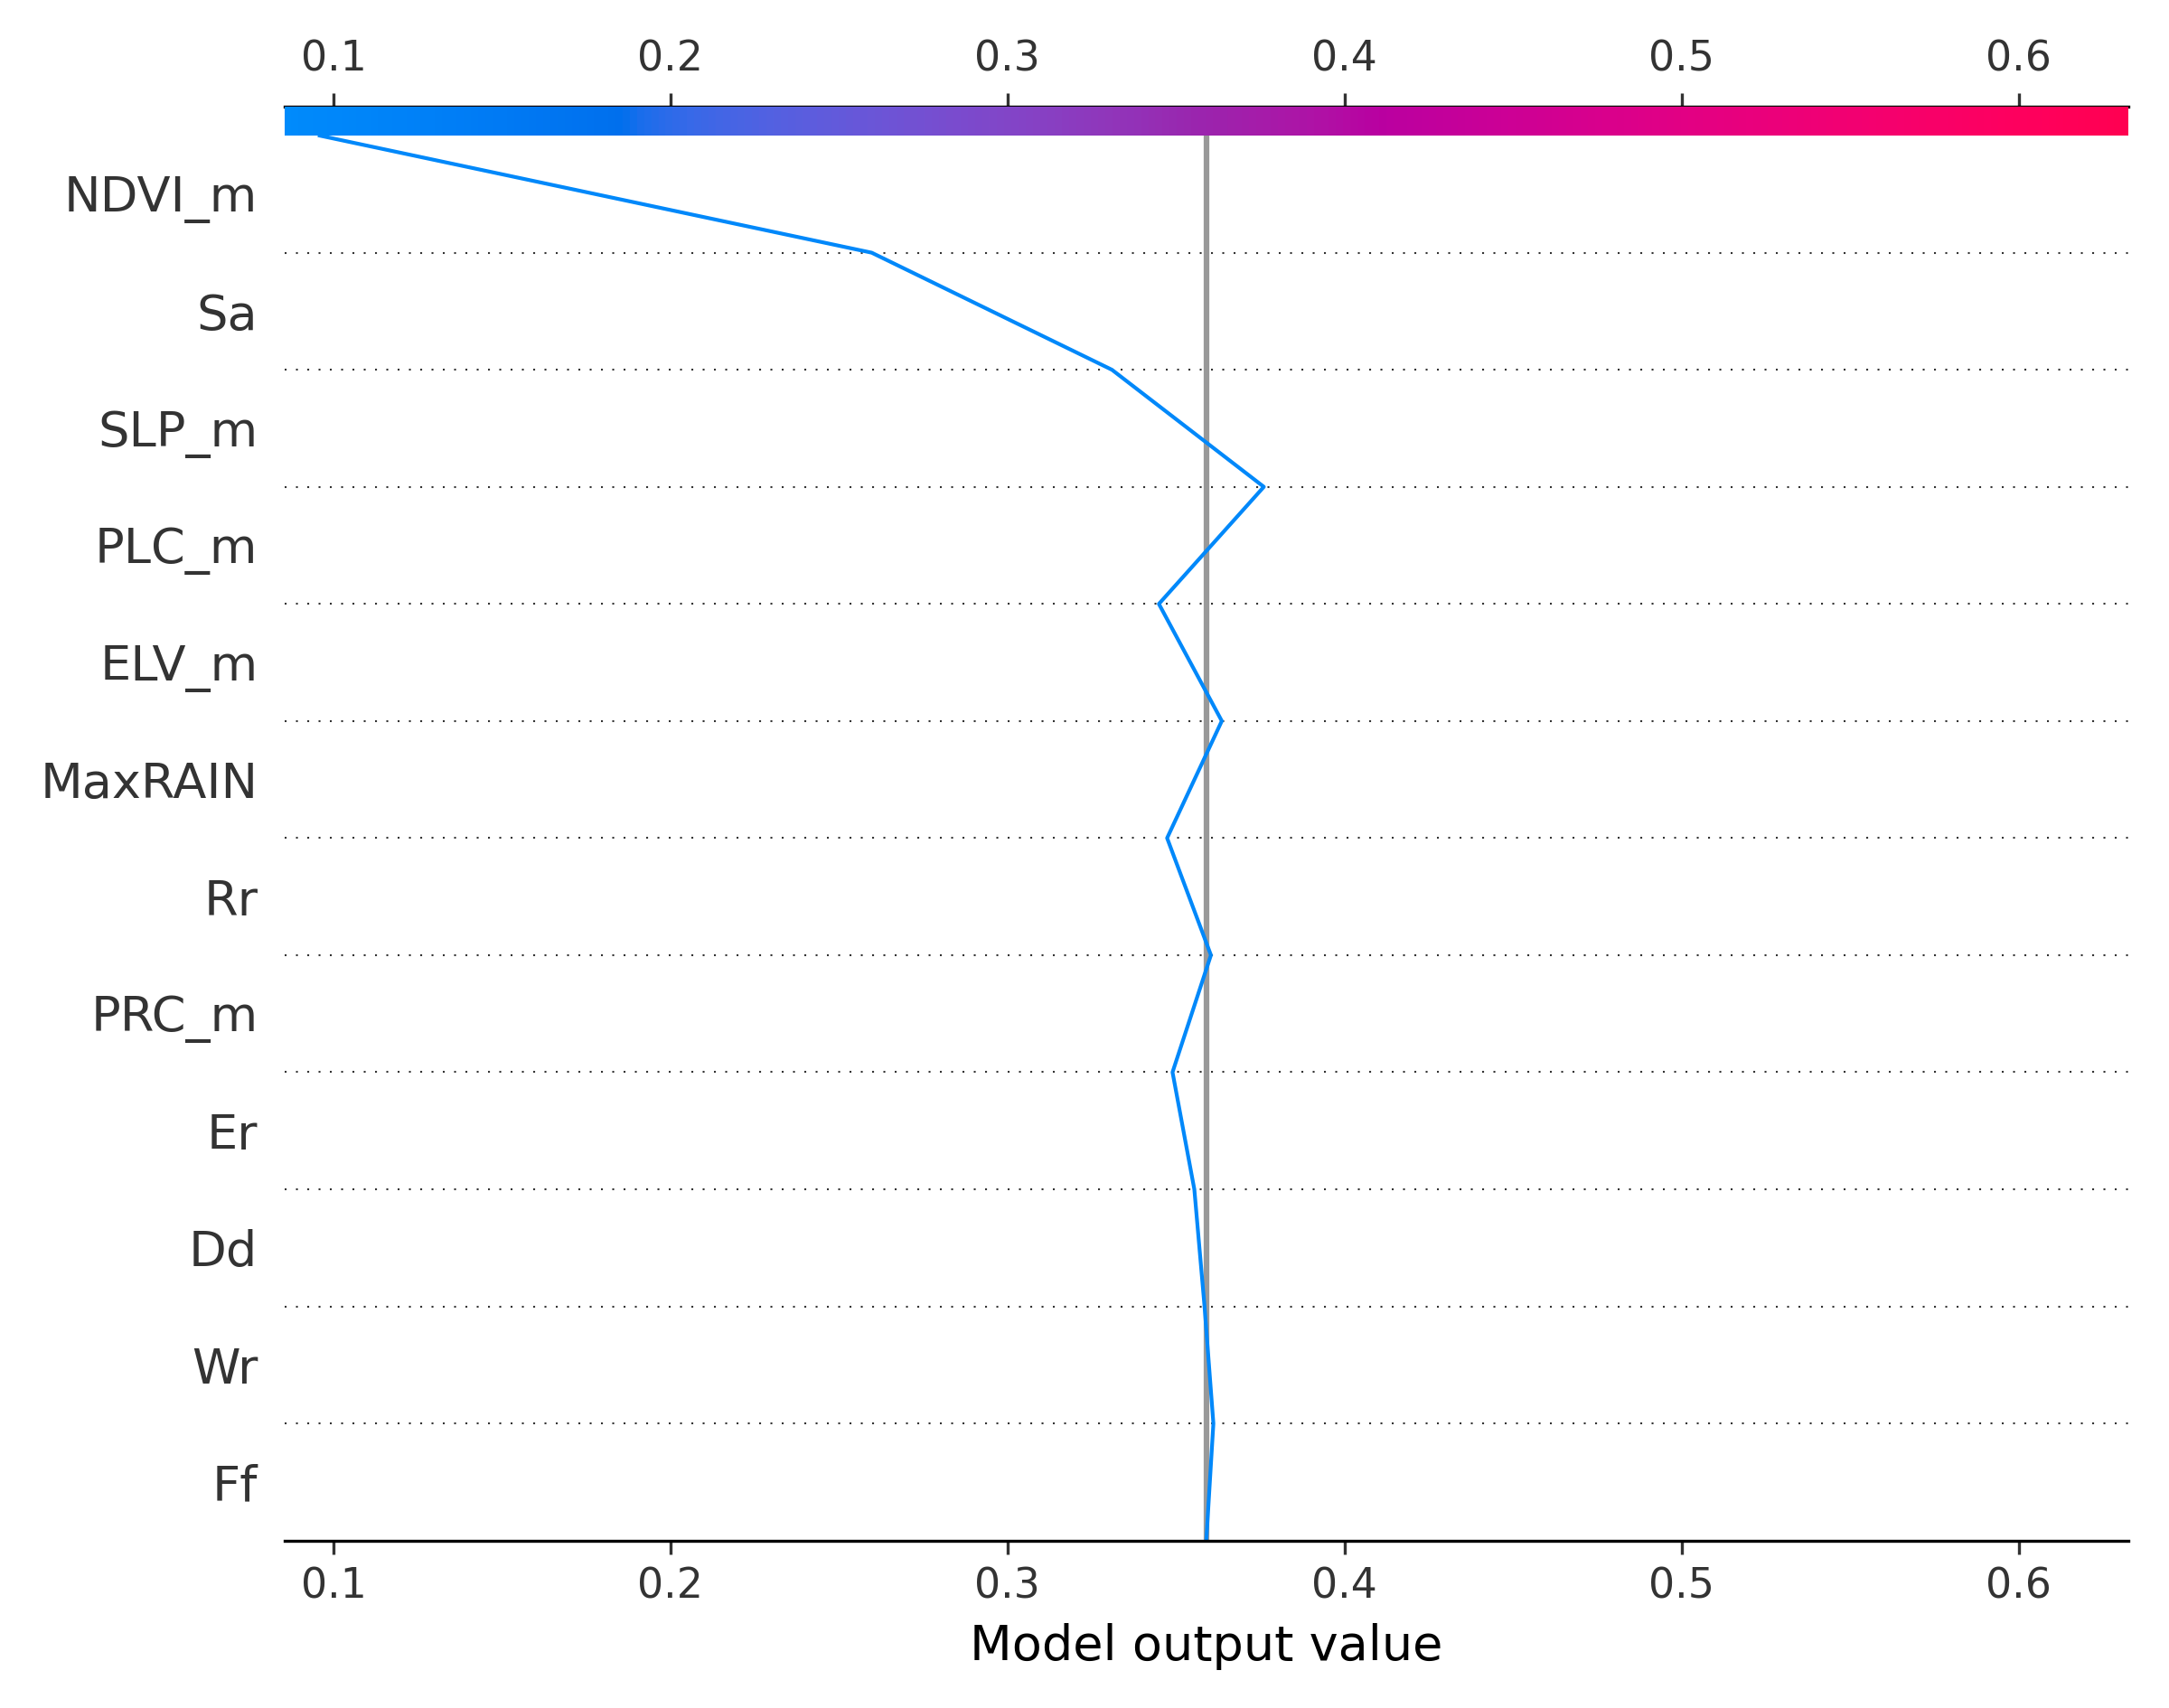 0.1 0.2 0.3 0.4 0.5 0.6
NDVI_m
Sa
SLP_m
PLC_m
ELV_m
MaxRAIN
Rr
PRC_m
Er
Dd
Wr
Ff
0.1 0.2 0.3 0.4 0.5 0.6
Model output value